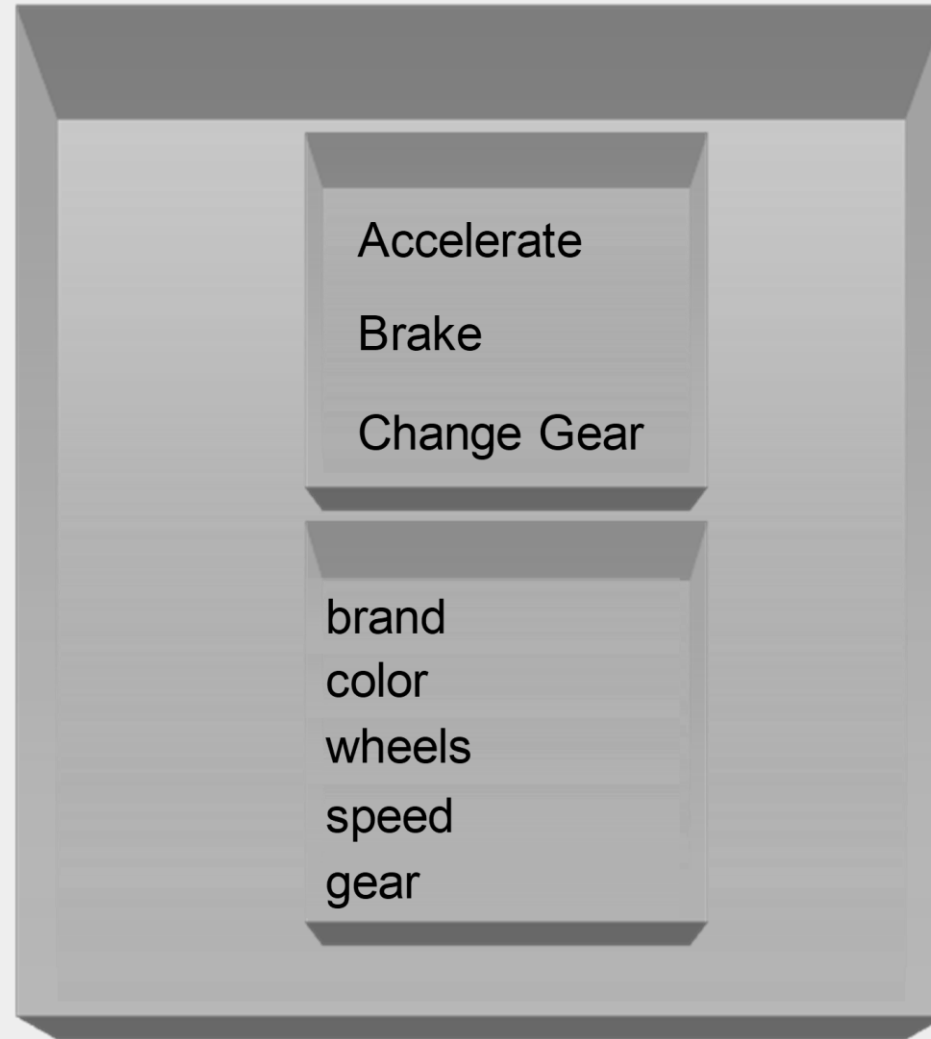 Accelerate
Brake
Change Gear
brand
color
wheels
speed
gear